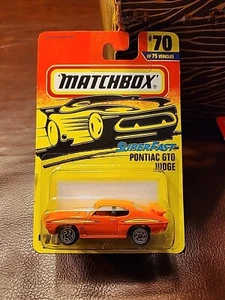 #70
OF 75 VEHICLES
MATCHBOX
SUPERFAST
PONTIAC GTO
JUDGE